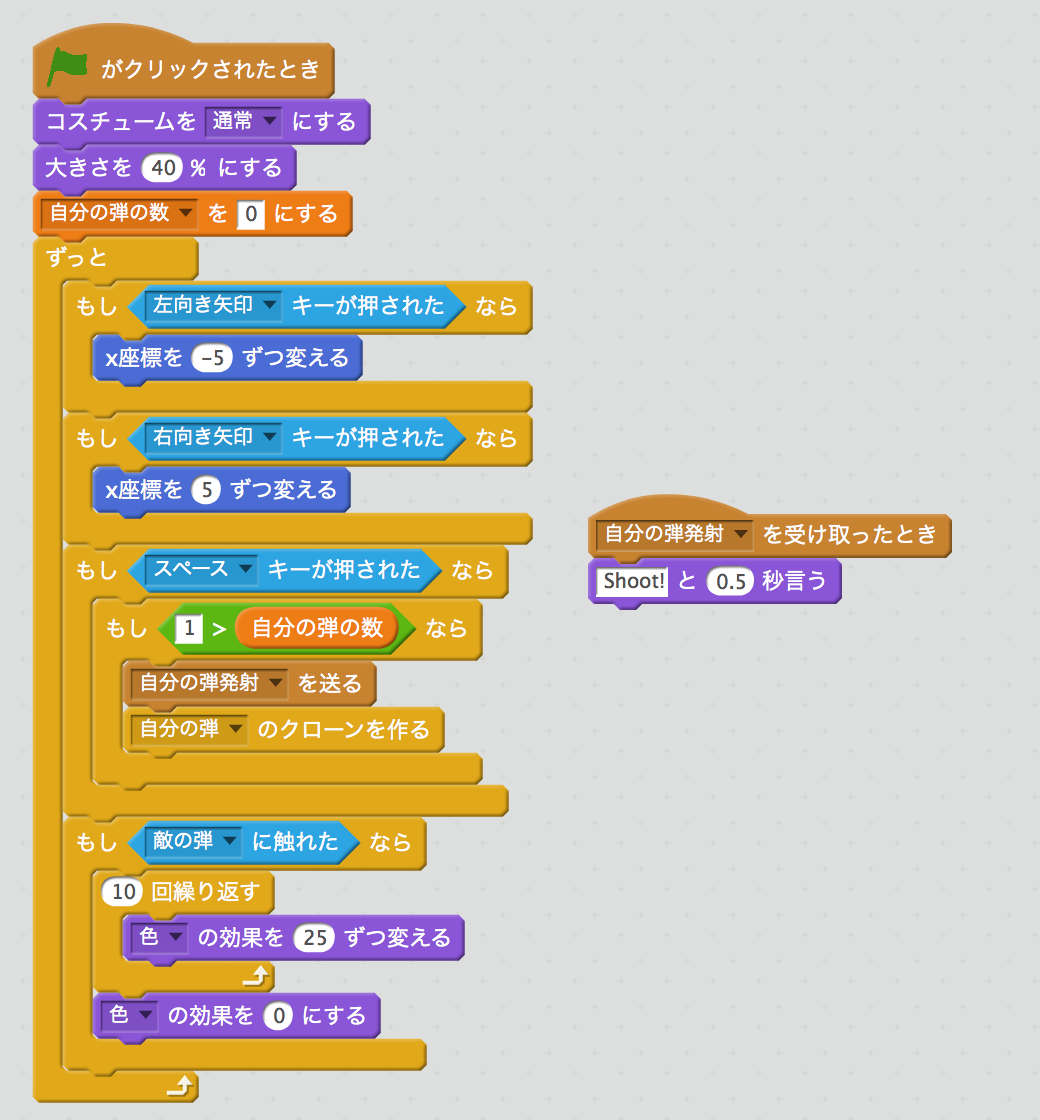 がクリックされたとき
コスチュームを 通常 にする
大きさを 40 % にする
自分の弾の数 を 0 にする
ずっと
もし 左向き矢印 キーが押された なら
x座標を -5 ずつ変える
もし 右向き矢印 キーが押された なら
x座標を 5 ずつ変える
もし スペース キーが押された なら
もし 1 > 自分の弾の数 なら
自分の弾発射 を送る
自分の弾 のクローンを作る
もし 敵の弾 に触れた なら
10 回繰り返す
色 の効果を 25 ずつ変える
色 の効果を 0 にする
自分の弾発射 を受け取ったとき
Shoot! と 0.5 秒言う